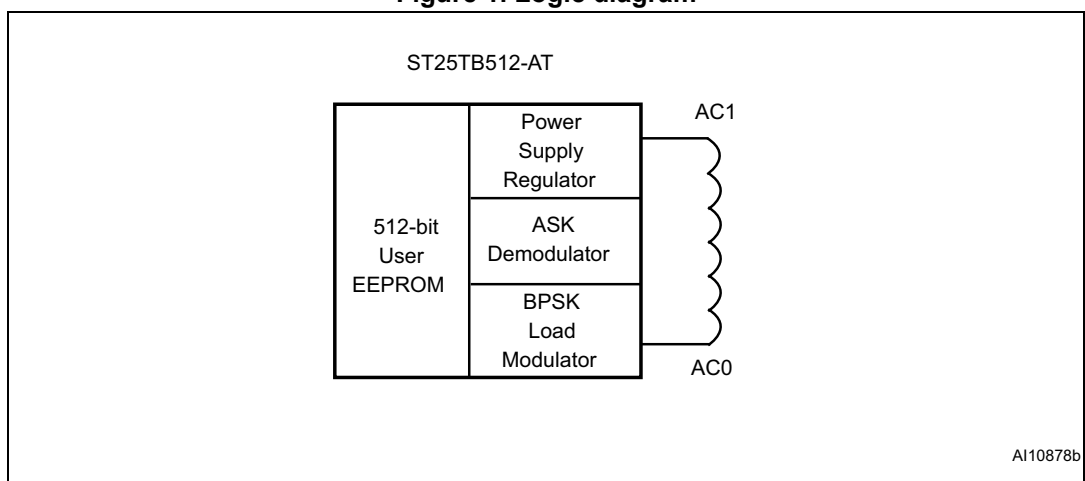 Figure 1. Logic diagram
ST25TB512-AT
AC1
Power
Supply
Regulator
512-bit
User
EEPROM
ASK
Demodulator
BPSK
Load
Modulator
AC0
AI10878b